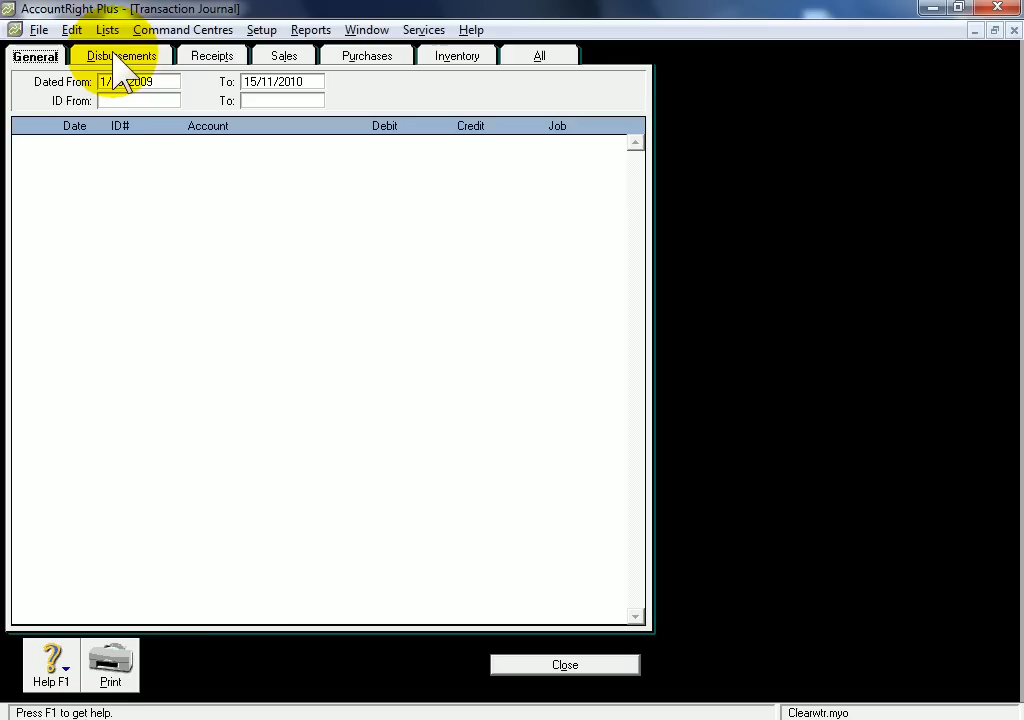 AccountRight Plus - [Transaction Journal]
File Edit Lists Command Centres Setup Reports Window Services Help
General Disbursements Receipts Sales Purchases Inventory All
Dated From: To: 15/11/2010
ID From: To:
Date ID# Account Debit Credit Job
Help F1 Print Close
Press F1 to get help. Clearwtr.myo